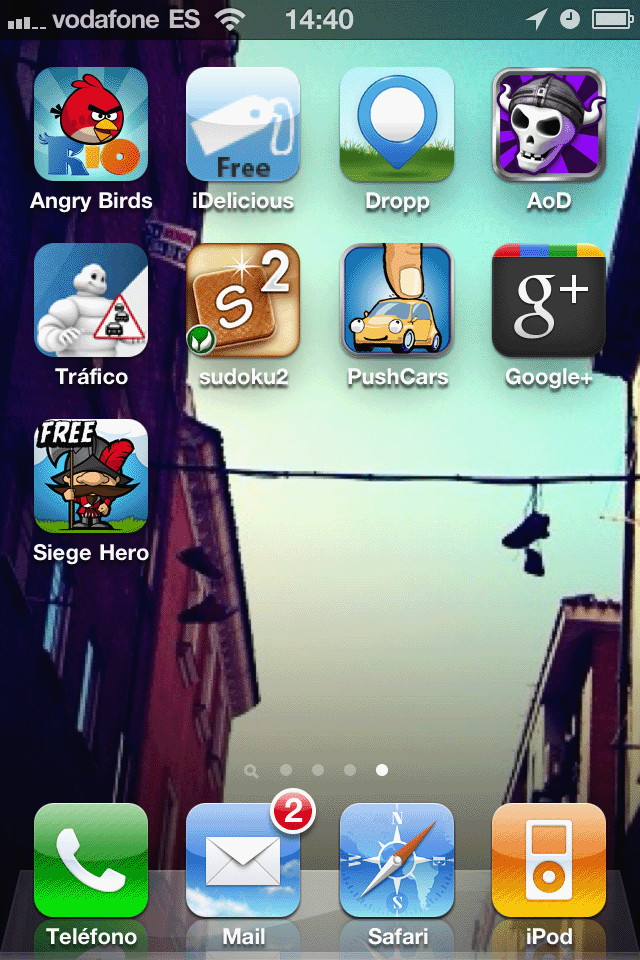 vodafone ES 14:40
RIO Free
Angry Birds iDelicious Dropp AoD
S 2 g+
Tráfico sudoku2 PushCars Google+
FREE
Siege Hero
2
N
W E
S
Teléfono Mail Safari iPod